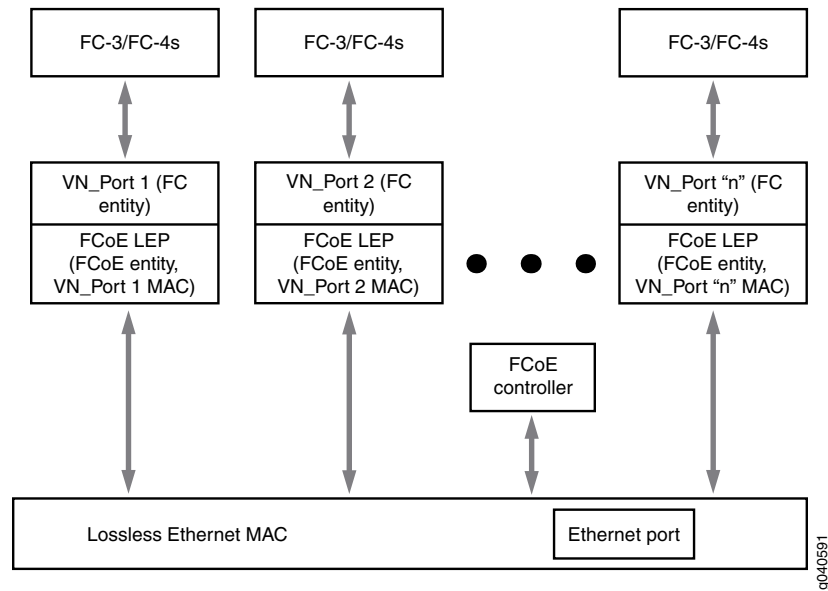 FC-3/FC-4s
FC-3/FC-4s
FC-3/FC-4s
VN_Port 1 (FC
entity)
FCoE LEP
(FCoE entity,
VN_Port 1 MAC)
VN_Port 2 (FC
entity)
FCoE LEP
(FCoE entity,
VN_Port 2 MAC)
VN_Port “n” (FC
entity)
FCoE LEP
(FCoE entity,
VN_Port “n” MAC)
FCoE
controller
Lossless Ethernet MAC
Ethernet port
g040591